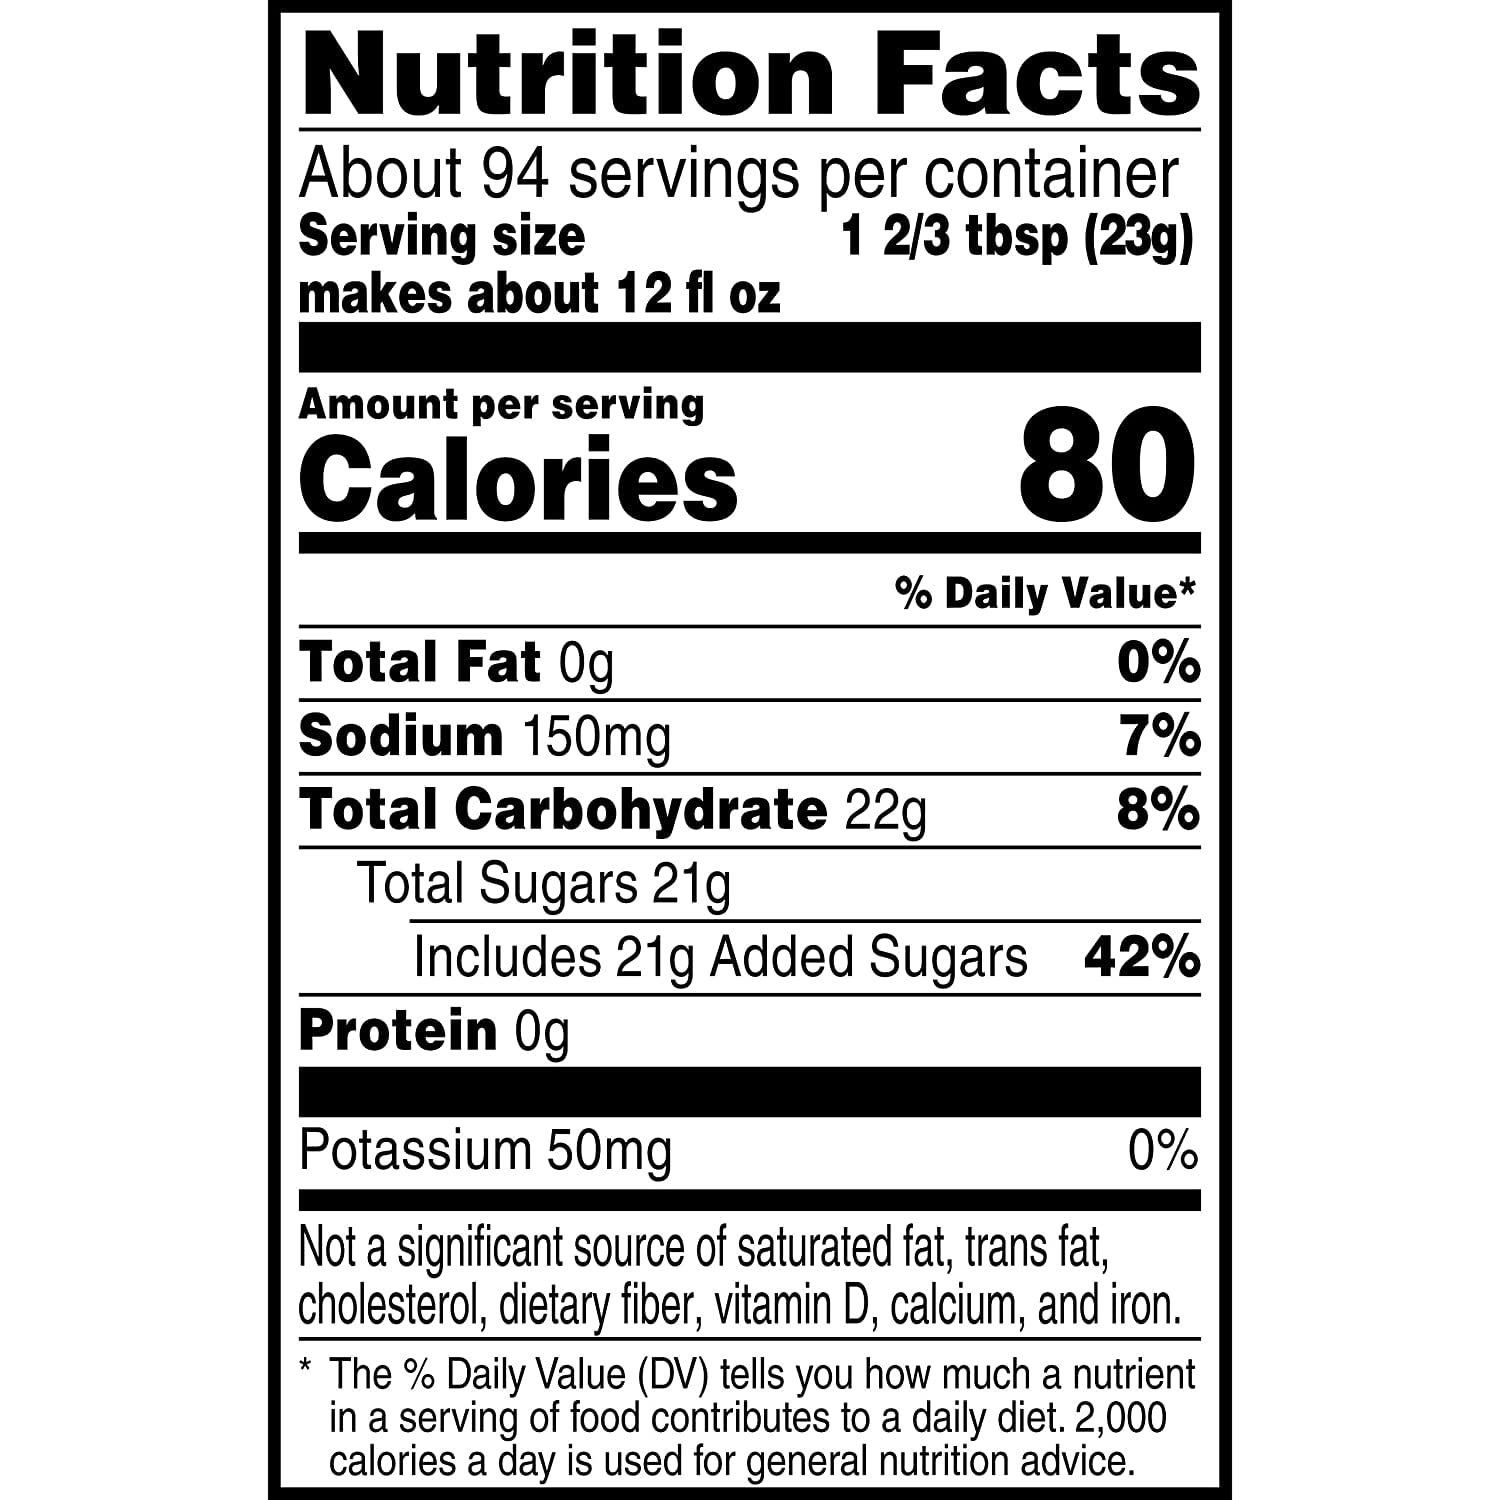 Nutrition Facts
About 94 servings per container
Serving size 1 2/3 tbsp (23g)
makes about 12 fl oz
Amount per serving
Calories 80
% Daily Value*
Total Fat 0g 0%
Sodium 150mg 7%
Total Carbohydrate 22g 8%
Total Sugars 21g
Includes 21g Added Sugars 42%
Protein 0g
Potassium 50mg 0%
Not a significant source of saturated fat, trans fat,
cholesterol, dietary fiber, vitamin D, calcium, and iron.
* The % Daily Value (DV) tells you how much a nutrient
in a serving of food contributes to a daily diet. 2,000
calories a day is used for general nutrition advice.